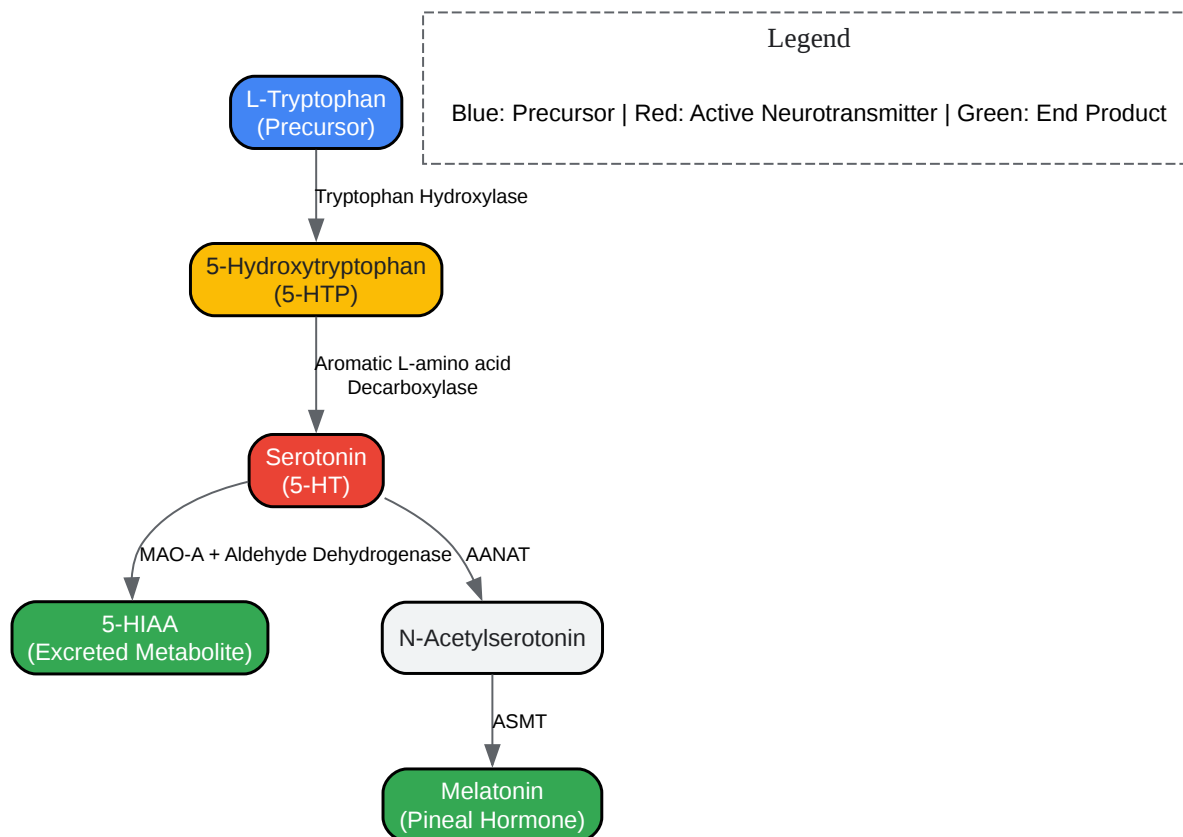 Legend
Blue: Precursor | Red: Active Neurotransmitter | Green: End Product
L-Tryptophan
(Precursor)
Tryptophan Hydroxylase
5-Hydroxytryptophan
(5-HTP)
Aromatic L-amino acid
Decarboxylase
Serotonin
(5-HT)
MAO-A + Aldehyde Dehydrogenase
AANAT
5-HIAA
(Excreted Metabolite)
N-Acetylserotonin
ASMT
Melatonin
(Pineal Hormone)